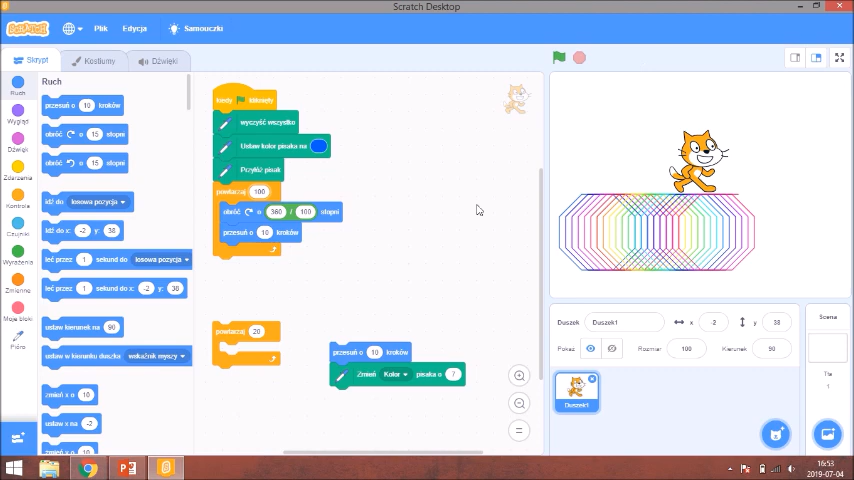 Scratch Desktop
SCRATCH
Plik
Edycja
Samouczki
Skrypt
Kostiumy
Dźwięki
Ruch
Wygląd
Dźwięk
Zdarzenia
Kontrola
Czujniki
Wyrażenia
Zmienne
Moje bloki
Pióro
Ruch
przesuń o 10 kroków
obróć o 15 stopni
obróć o 15 stopni
idź do losowa pozycja
idź do x: -2 y: 38
leć przez 1 sekund do losowa pozycja
leć przez 1 sekund do x: -2 y: 38
ustaw kierunek na 90
ustaw w kierunku duszka wskaźnik myszy
zmień x o 10
ustaw x na -2
zmień y o 10
kiedy kliknięty
wyczyść wszystko
Ustaw kolor pisaka na
Przyłóż pisak
powtarzaj 100
obróć o 360 / 100 stopni
przesuń o 10 kroków
powtarzaj 20
przesuń o 10 kroków
Zmień Kolor pisaka o 7
Duszek
Duszek1
x -2
y 38
Pokaż
Rozmiar 100
Kierunek 90
Duszek1
Scena
Tła
1
16:53
2019-07-04